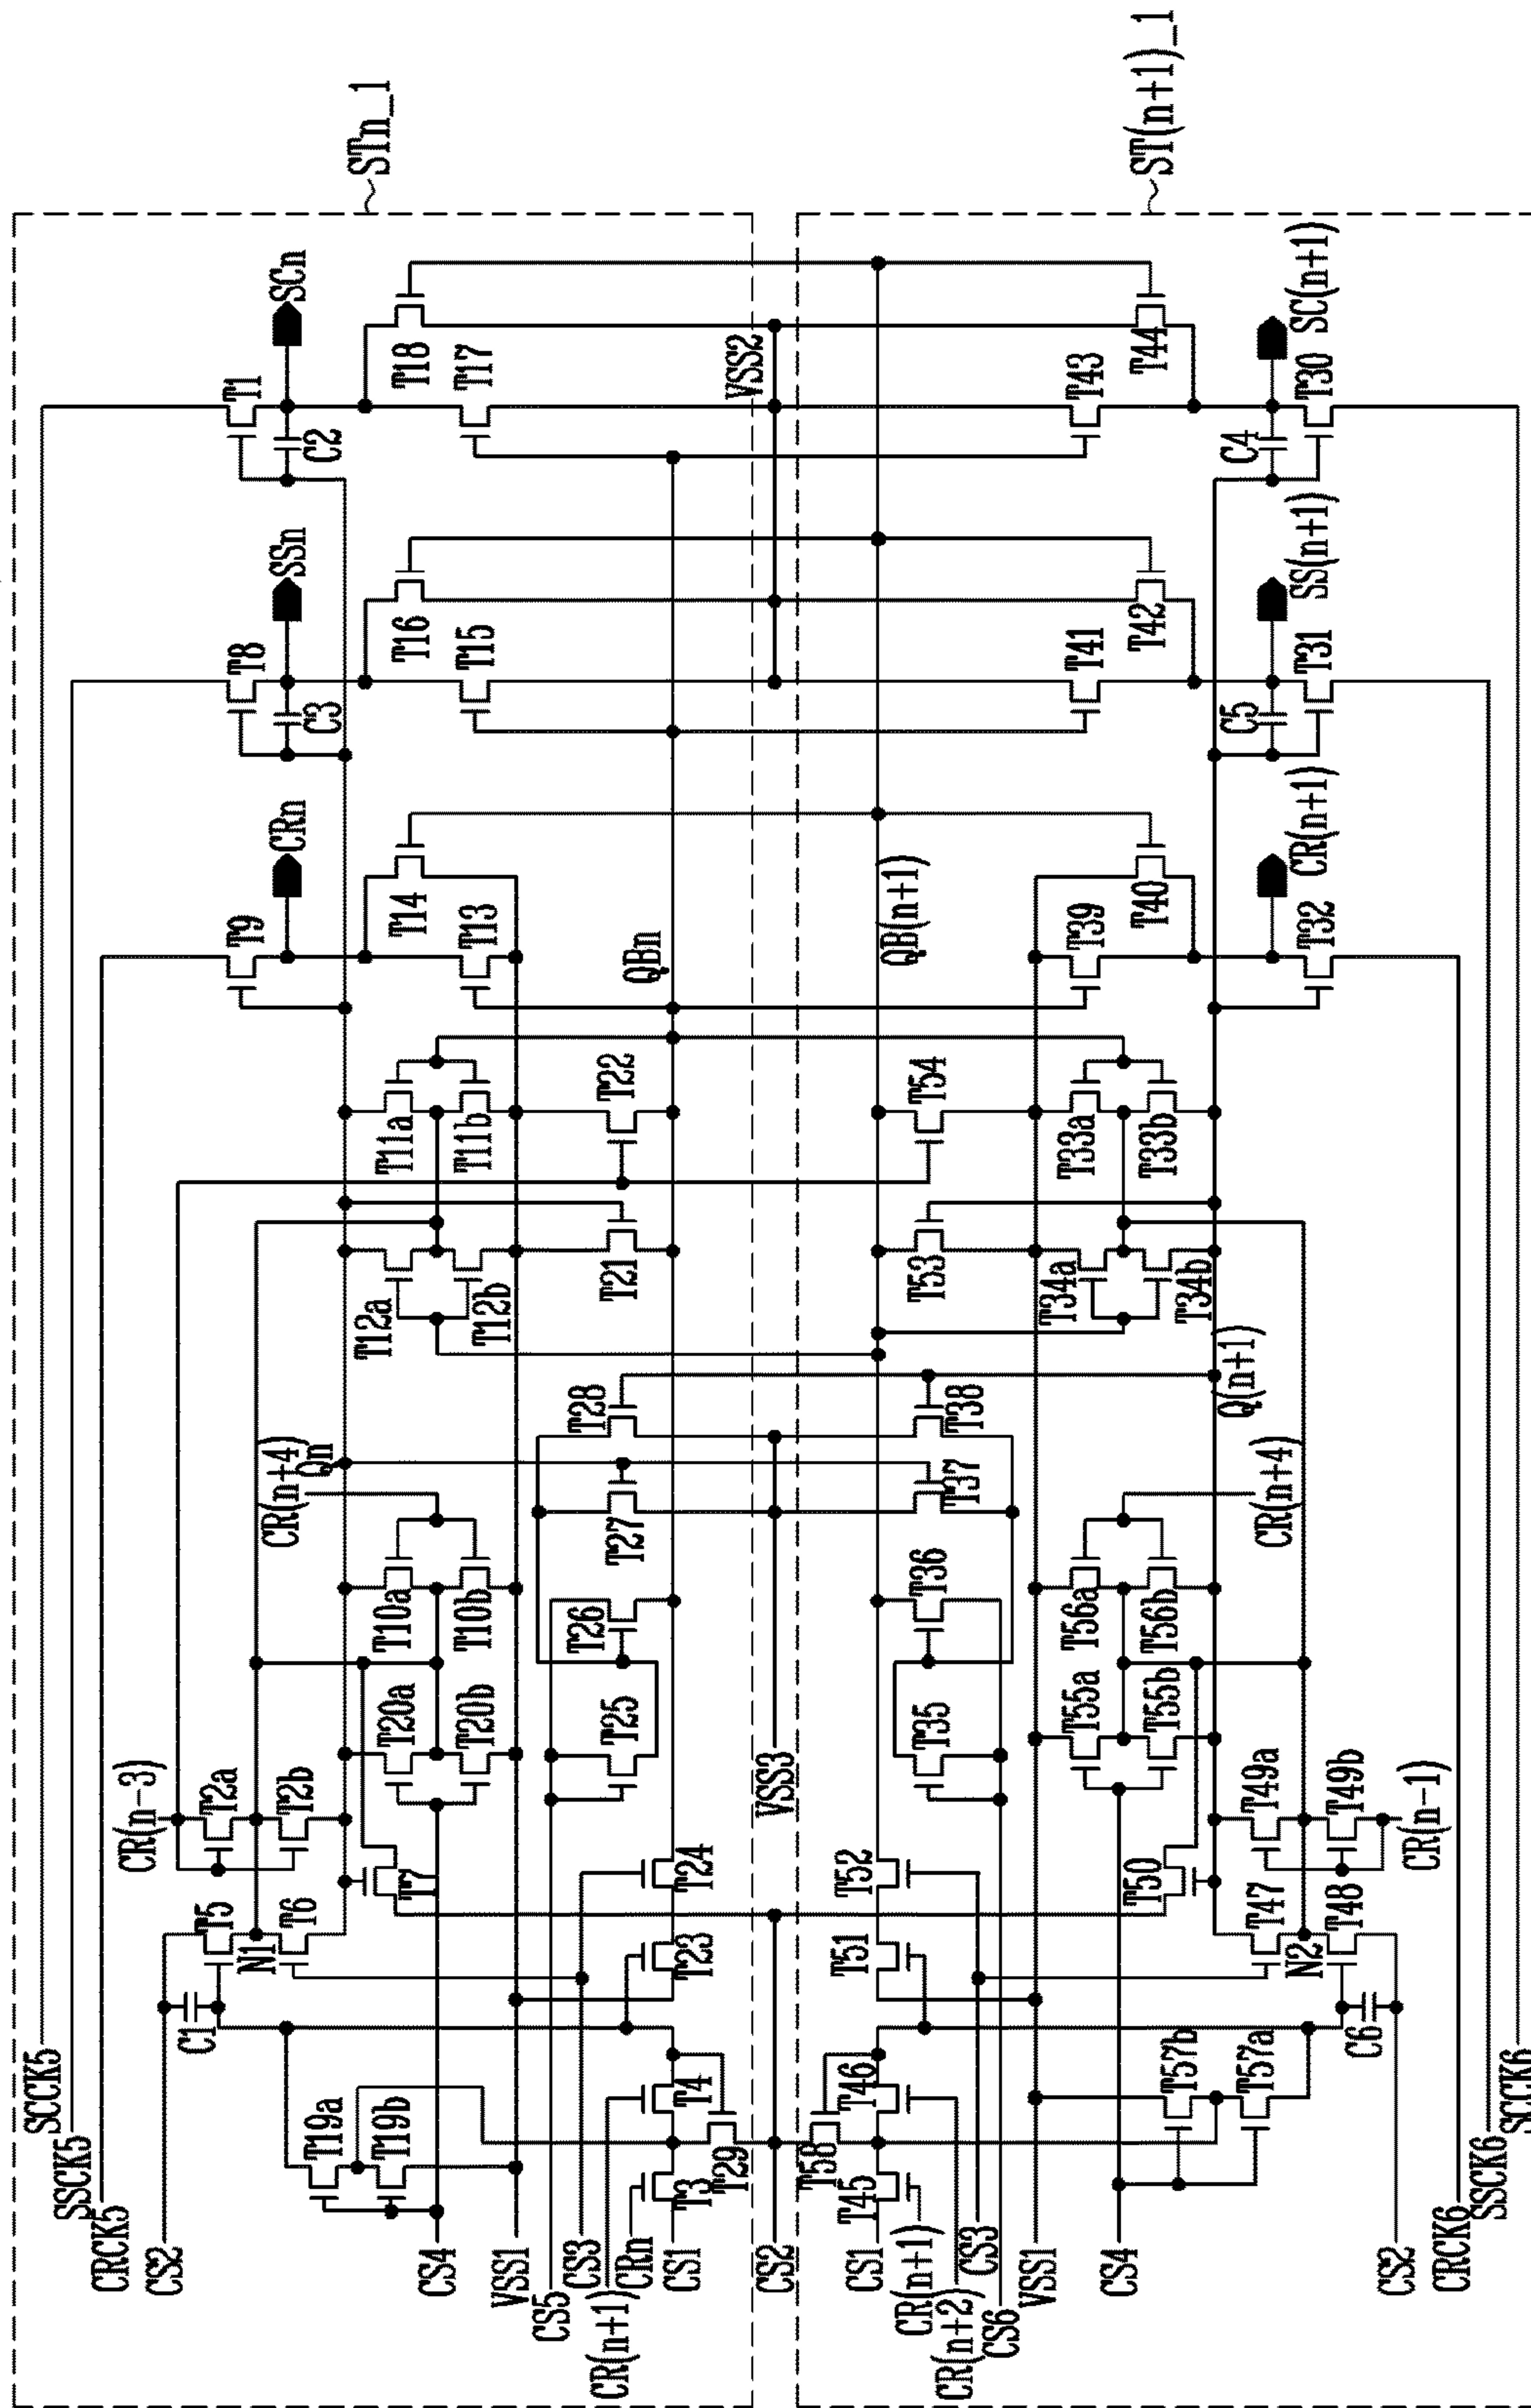 STn_1
ST(n+1)_1
SCn
T1
C2
T18
T17
VSS2
T43
T44
C4
T30
SC(n+1)
SSn
T8
C3
T16
T15
T41
T42
C5
T31
SS(n+1)
CRn
T9
T14
T13
QBn
QB(n+1)
T39
T40
T32
CR(n+1)
T11a
T11b
T22
T54
T33a
T33b
T12a
T12b
T21
T53
T34a
T34b
T28
T38
Q(n+1)
CR(n+4)
Qn
T27
T37
CR(n+4)
T10a
T10b
T26
T36
T56a
T56b
T20a
T20b
T25
T35
T55a
T55b
CR(n-3)
T2a
T2b
VSS3
T49a
T49b
CR(n-1)
T7
T24
T52
T50
T5
N1
T6
T23
T51
T47
N2
T48
C1
C6
T19a
T19b
T4
T29
T3
T46
T58
T45
T57b
T57a
SCCK5
SSCK5
CRCK5
CS2
CS4
VSS1
CS5
CS3
CRn
CR(n+1)
CS1
CS2
CS1
CR(n+1)
CR(n+2)
CS3
CS6
VSS1
CS4
CS2
CRCK6
SSCK6
SCCK6